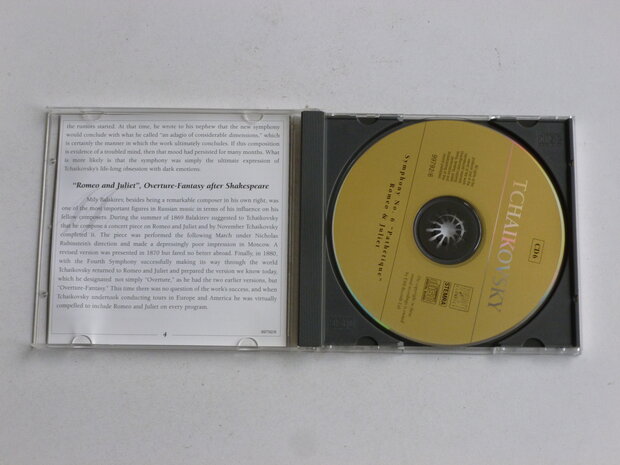 the rumors started. At that time, he wrote to his nephew that the new symphony
would conclude with what he called "an adagio of considerable dimensions," which
is certainly the manner in which the work ultimately concludes. If this composition
is evidence of a troubled mind, then that mood had persisted for many months. What
is more likely is that the symphony was simply the ultimate expression of
Tchaikovsky's life-long obsession with dark emotions.
"Romeo and Juliet", Overture-Fantasy after Shakespeare
Mily Balakirev, besides being a remarkable composer in his own right, was
one of the most important figures in Russian music in terms of his influence on his
fellow composers. During the summer of 1869 Balakirev suggested to Tchaikovsky
that he compose a concert piece on Romeo and Juliet and by November Tchaikovsky
completed it. The piece was performed the following March under Nicholas
Rubinstein's direction and made a depressingly poor impression in Moscow. A
revised version was prepared in 1870 but fared no better abroad. Finally, in 1880,
with the Fourth Symphony successfully making its way through the world
Tchaikovsky returned to Romeo and Juliet and prepared the version we know today,
which he designated not simply "Overture," as he had the two earlier versions, but
"Overture-Fantasy." This time there was no question of the work's success, and when
Tchaikovsky undertook conducting tours in Europe and America he was virtually
compelled to include Romeo and Juliet on every program.
4
99792/6
TCHAIKOVSKY
CD 6
Symphony No. 6 "Pathetique"
Romeo & Juliet
99792-6
STEMRA